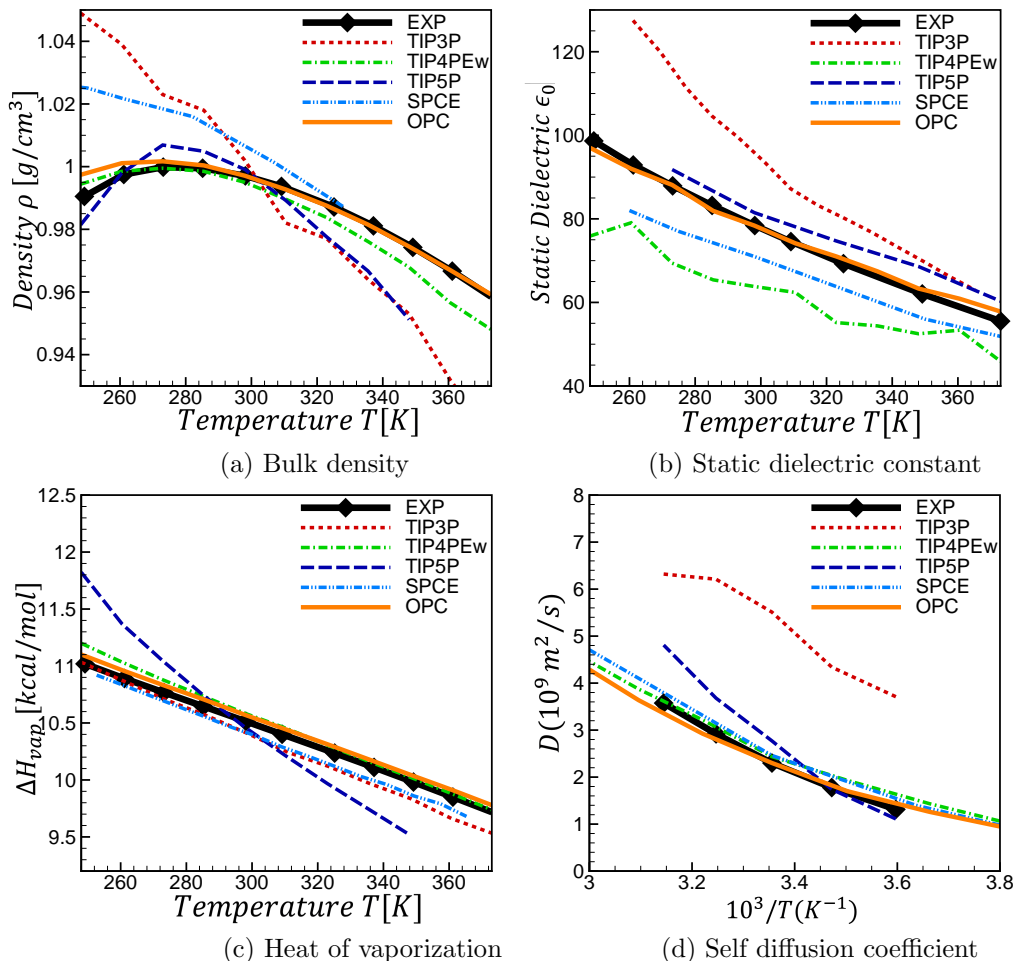 Density ρ [g/cm³]
1.04
1.02
1
0.98
0.96
0.94
EXP
TIP3P
TIP4PEw
TIP5P
SPCE
OPC
260 280 300 320 340 360
Temperature T[K]
(a) Bulk density
Static Dielectric ϵ₀
120
100
80
60
40
EXP
TIP3P
TIP4PEw
TIP5P
SPCE
OPC
260 280 300 320 340 360
Temperature T[K]
(b) Static dielectric constant
ΔH_vap [kcal/mol]
12.5
12
11.5
11
10.5
10
9.5
EXP
TIP3P
TIP4PEw
TIP5P
SPCE
OPC
260 280 300 320 340 360
Temperature T[K]
(c) Heat of vaporization
D(10⁹ m²/s)
8
7
6
5
4
3
2
1
0
EXP
TIP3P
TIP4PEw
TIP5P
SPCE
OPC
3 3.2 3.4 3.6 3.8
10³/T(K⁻¹)
(d) Self diffusion coefficient